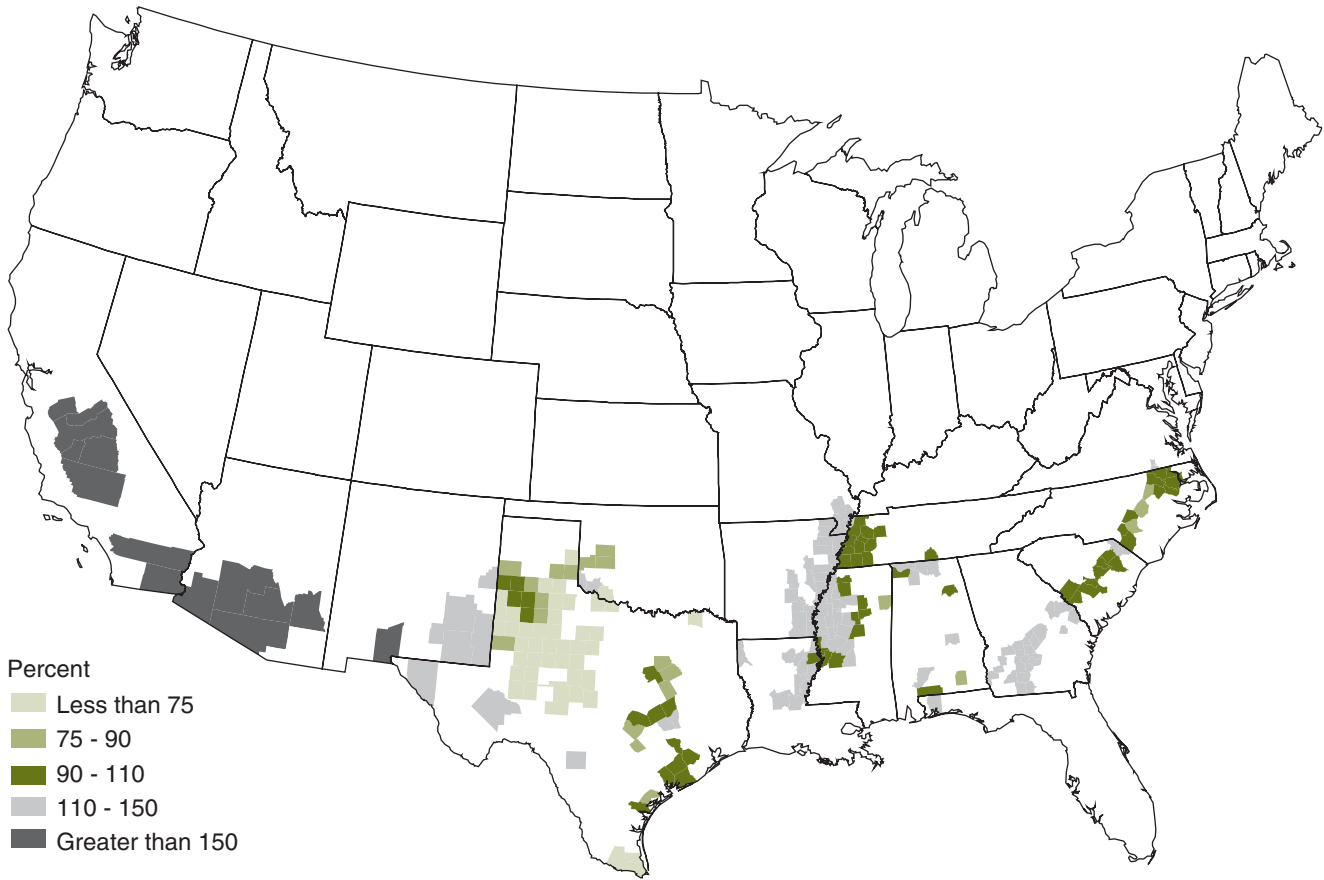 Percent
Less than 75
75 - 90
90 - 110
110 - 150
Greater than 150